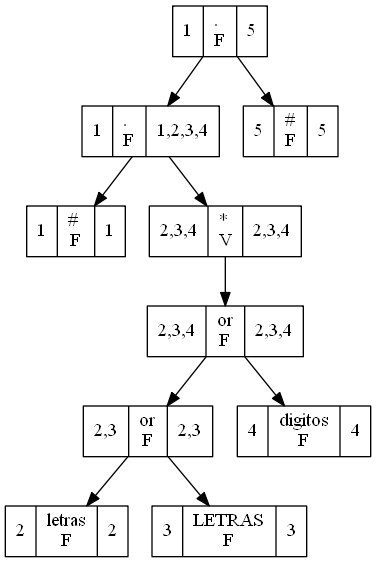 1 . F 5
1 . F 1,2,3,4
5 # F 5
1 # F 1
2,3,4 * V 2,3,4
2,3,4 or F 2,3,4
2,3 or F 2,3
4 digitos F 4
2 letras F 2
3 LETRAS F 3